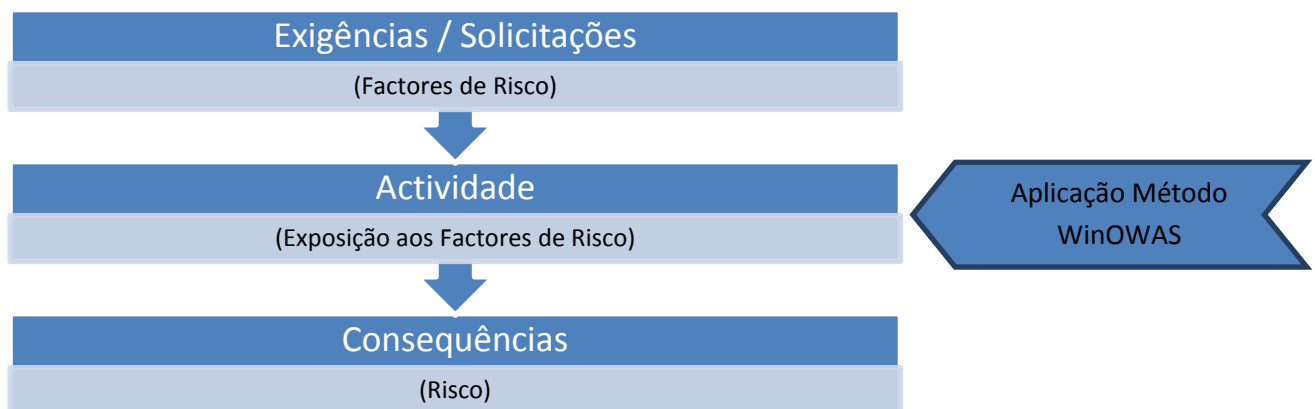 Exigências / Solicitações
(Factores de Risco)
Actividade
(Exposição aos Factores de Risco)
Aplicação Método
WinOWAS
Consequências
(Risco)